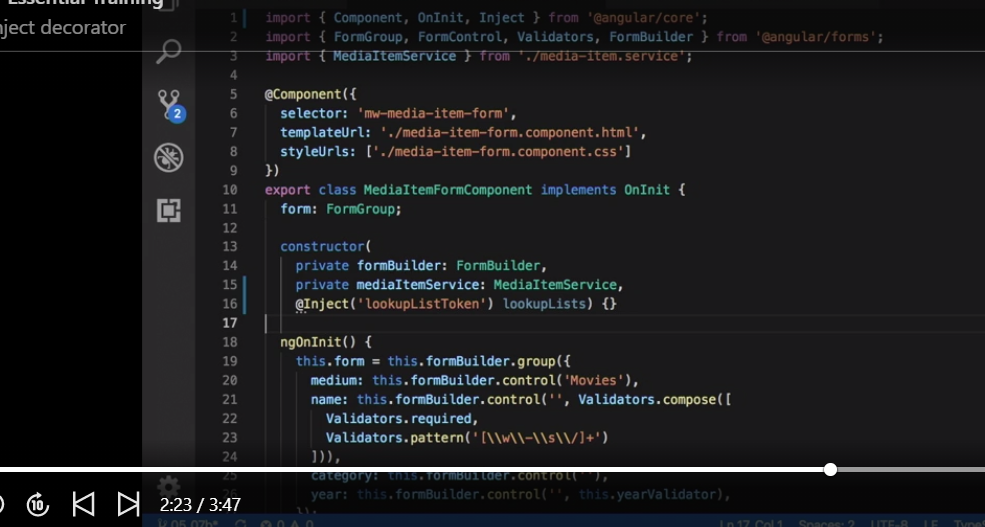 Essential Training
ject decorator
1 import { Component, OnInit, Inject } from '@angular/core';
2 import { FormGroup, FormControl, Validators, FormBuilder } from '@angular/forms';
3 import { MediaItemService } from './media-item.service';
4
5 @Component({
6 selector: 'mw-media-item-form',
7 templateUrl: './media-item-form.component.html',
8 styleUrls: ['./media-item-form.component.css']
9 })
10 export class MediaItemFormComponent implements OnInit {
11 form: FormGroup;
12
13 constructor(
14 private formBuilder: FormBuilder,
15 private mediaItemService: MediaItemService,
16 @Inject('lookupListToken') lookupLists) {}
17
18 ngOnInit() {
19 this.form = this.formBuilder.group({
20 medium: this.formBuilder.control('Movies'),
21 name: this.formBuilder.control('', Validators.compose([
22 Validators.required,
23 Validators.pattern('[\\w\\-\\s\\/]+')
24 ])),
25 category: this.formBuilder.control(''),
26 year: this.formBuilder.control('', this.yearValidator),
});
2
10
2:23 / 3:47
05_07b* 0 0
Ln 17, Col 1 Spaces: 2 UTF-8 LF